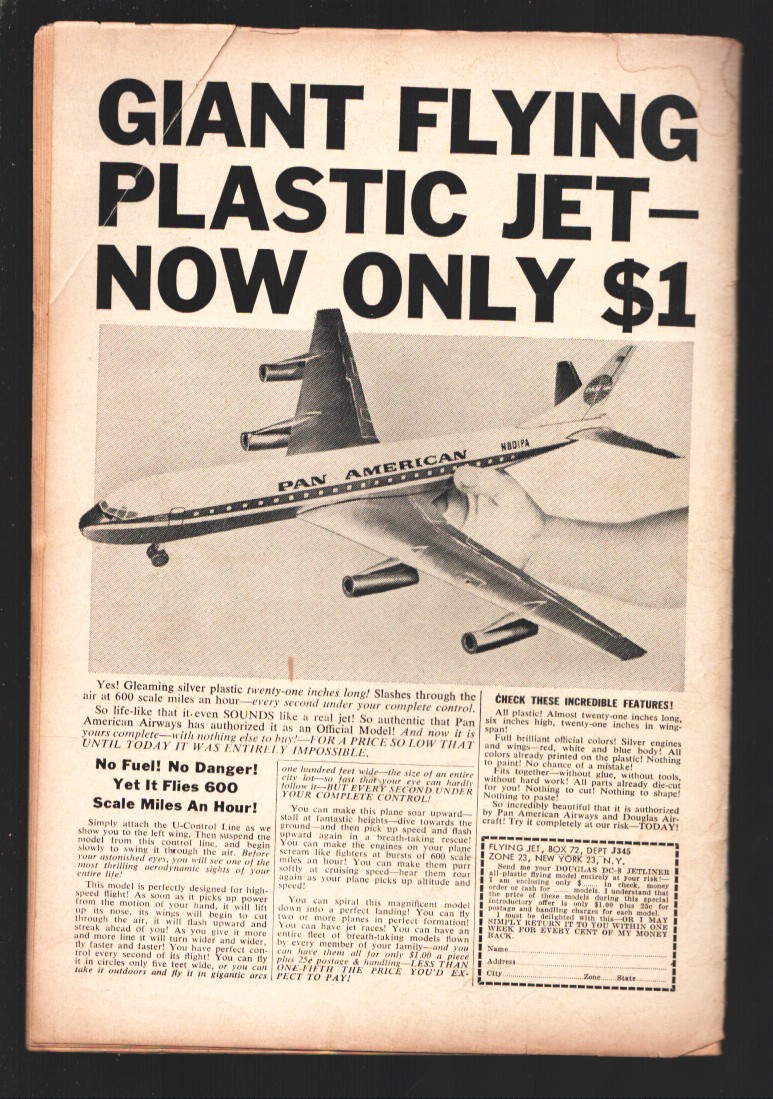 GIANT FLYING
PLASTIC JET—
NOW ONLY $1
PAN AMERICAN
N801PA
PAN AM
Yes! Gleaming silver plastic twenty-one inches long! Slashes through the
air at 600 scale miles an hour—every second under your complete control.
So life-like that it even SOUNDS like a real jet! So authentic that Pan
American Airways has authorized it as an Official Model! And now it is
yours complete—with nothing else to buy!—FOR A PRICE SO LOW THAT
UNTIL TODAY IT WAS ENTIRELY IMPOSSIBLE.
No Fuel! No Danger!
Yet It Flies 600
Scale Miles An Hour!
Simply attach the U-Control Line as we
show you to the left wing. Then suspend the
model from this control line, and begin
slowly to swing it through the air. Before
your astonished eyes, you will see one of the
most thrilling aerodynamic sights of your
entire life!
This model is perfectly designed for high-
speed flight! As soon as it picks up power
from the motion of your hand, it will lift
up its nose, its wings will begin to cut
through the air, it will flash upward and
streak ahead of you! As you give it more
and more line it will turn wider and wider,
fly faster and faster! You have perfect con-
trol every second of its flight! You can fly
it in circles only five feet wide, or you can
take it outdoors and fly it in gigantic arcs
one hundred feet wide—the size of an entire
city lot—so fast that your eye can hardly
follow it—BUT EVERY SECOND UNDER
YOUR COMPLETE CONTROL!
You can make this plane soar upward—
stall at fantastic heights—dive towards the
ground—and then pick up speed and flash
upward again in a breath-taking rescue!
You can make the engines on your plane
scream like fighters at bursts of 600 scale
miles an hour! You can make them purr
softly at cruising speed—hear them roar
again as your plane picks up altitude and
speed!
You can spiral this magnificent model
down into a perfect landing! You can fly
two or more planes in perfect formation!
You can have jet races! You can have an
entire fleet of breath-taking models flown
by every member of your family—and you
can have them all for only $1.00 a piece
plus 25¢ postage & handling—LESS THAN
ONE-FIFTH THE PRICE YOU'D EX-
PECT TO PAY!
CHECK THESE INCREDIBLE FEATURES!
All plastic! Almost twenty-one inches long,
six inches high, twenty-one inches in wing-
span!
Full brilliant official colors! Silver engines
and wings—red, white and blue body! All
colors already printed on the plastic! Nothing
to paint! No chance of a mistake!
Fits together—without glue, without tools,
without hard work! All parts already die-cut
for you! Nothing to cut! Nothing to shape!
Nothing to paste!
So incredibly beautiful that it is authorized
by Pan American Airways and Douglas Air-
craft! Try it completely at our risk—TODAY!
FLYING JET, BOX 72, DEPT J345
ZONE 23, NEW YORK 23, N.Y.
Send me your DOUGLAS DC-8 JETLINER
all-plastic flying model entirely at your risk!—
I am enclosing only $...... in check, money
order or cash for ...... models. I understand that
the price of these models during this special
introductory offer is only $1.00 plus 25¢ for
postage and handling charges for each model.
I must be delighted with this—OR I MAY
SIMPLY RETURN IT TO YOU WITHIN ONE
WEEK FOR EVERY CENT OF MY MONEY
BACK.
Name
Address
City Zone State